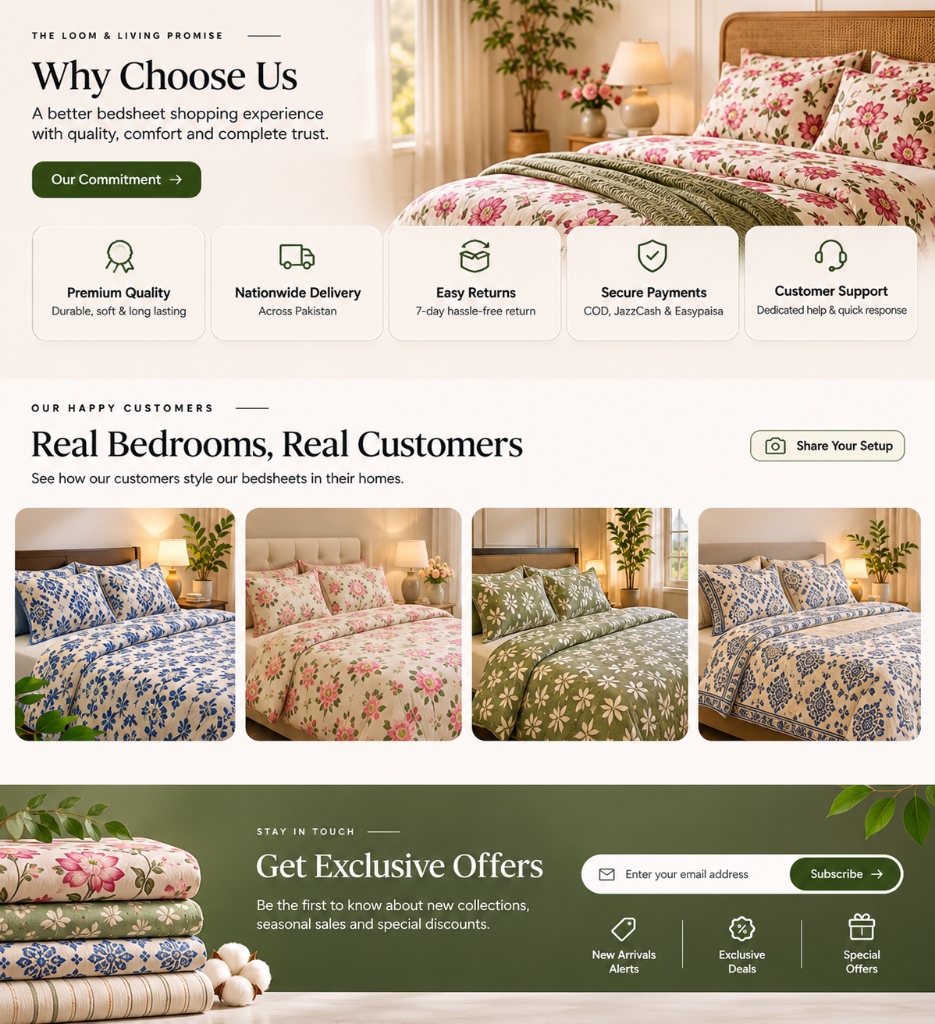 THE LOOM & LIVING PROMISE
Why Choose Us
A better bedsheet shopping experience
with quality, comfort and complete trust.
Our Commitment →
Premium Quality
Durable, soft & long lasting
Nationwide Delivery
Across Pakistan
Easy Returns
7-day hassle-free return
Secure Payments
COD, JazzCash & Easypaisa
Customer Support
Dedicated help & quick response
OUR HAPPY CUSTOMERS
Real Bedrooms, Real Customers
Share Your Setup
See how our customers style our bedsheets in their homes.
STAY IN TOUCH
Get Exclusive Offers
Be the first to know about new collections,
seasonal sales and special discounts.
Enter your email address
Subscribe →
New Arrivals
Alerts
Exclusive
Deals
Special
Offers